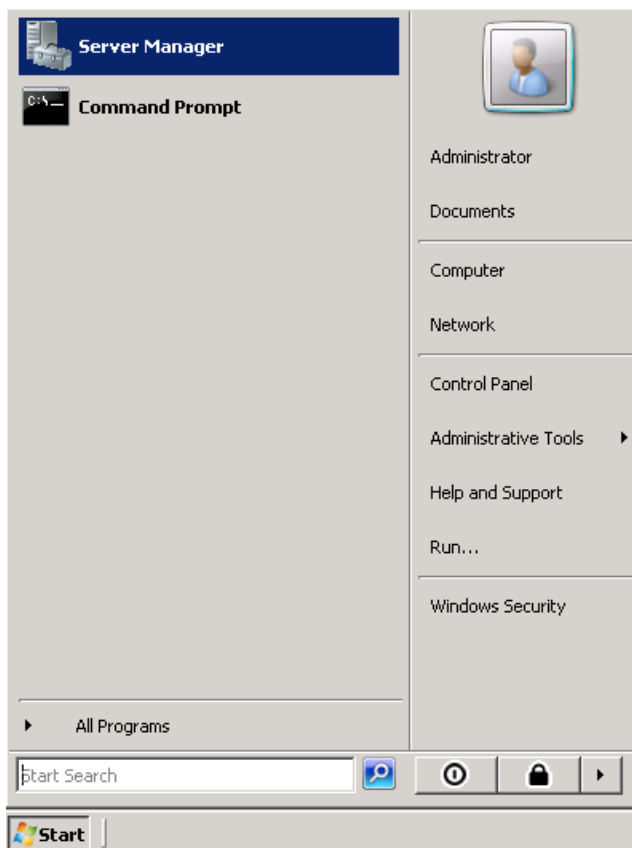 Server Manager
C:\
Command Prompt
Administrator
Documents
Computer
Network
Control Panel
Administrative Tools
Help and Support
Run...
Windows Security
All Programs
Start Search
Start